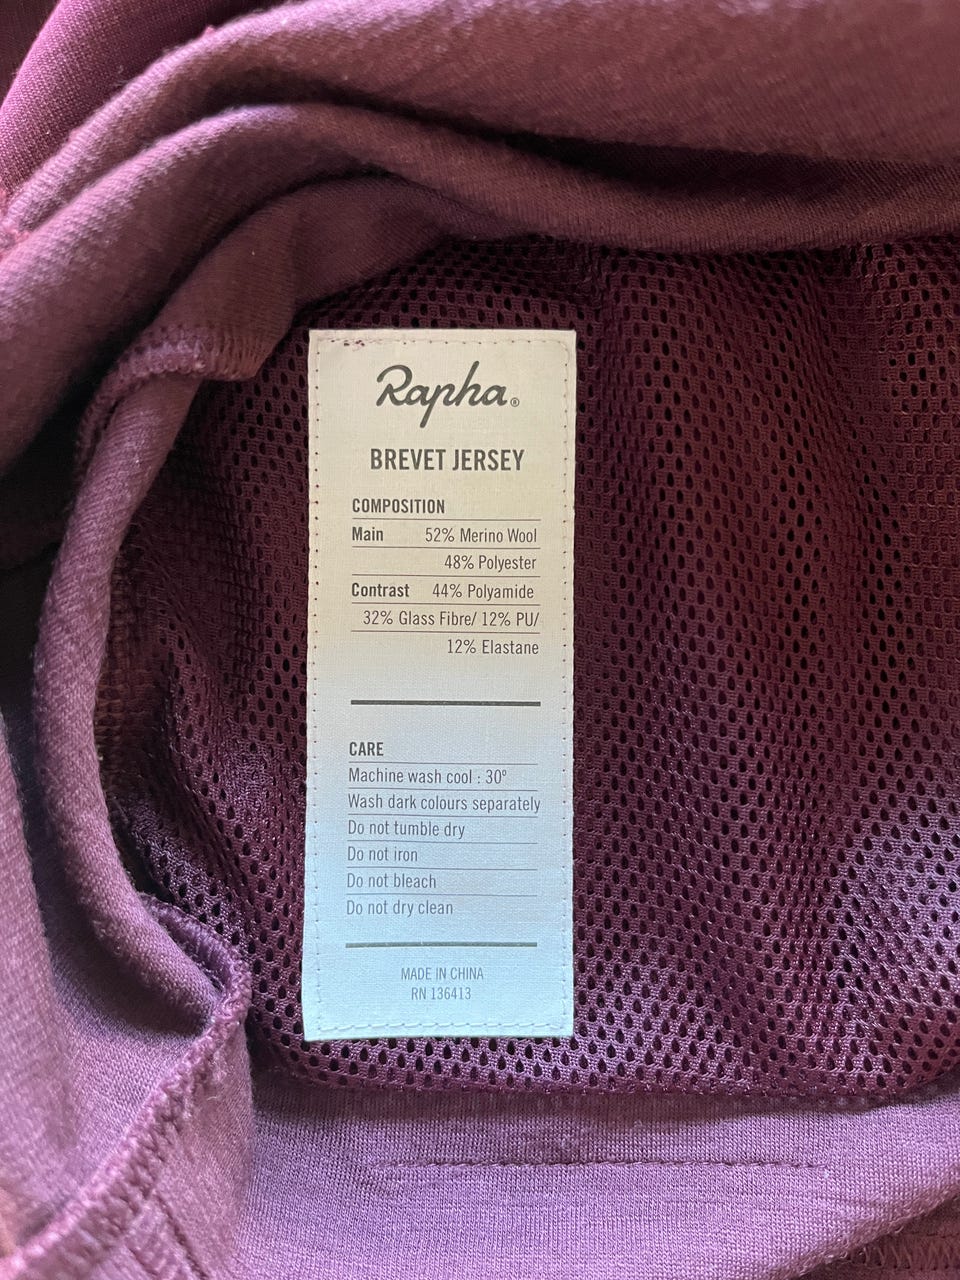 Rapha®
BREVET JERSEY
COMPOSITION
Main 52% Merino Wool
48% Polyester
Contrast 44% Polyamide
32% Glass Fibre/ 12% PU/
12% Elastane
CARE
Machine wash cool : 30º
Wash dark colours separately
Do not tumble dry
Do not iron
Do not bleach
Do not dry clean
MADE IN CHINA
RN 136413